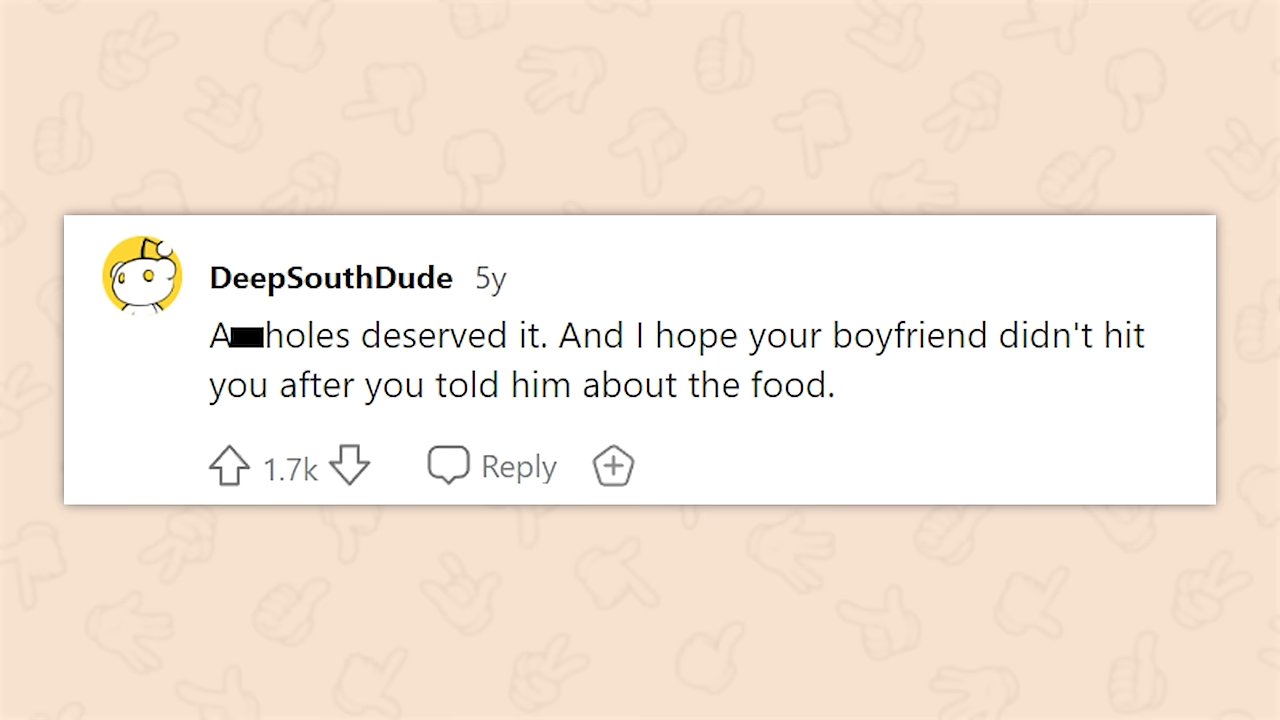 DeepSouthDude 5y
A██holes deserved it. And I hope your boyfriend didn't hit
you after you told him about the food.
1.7k Reply